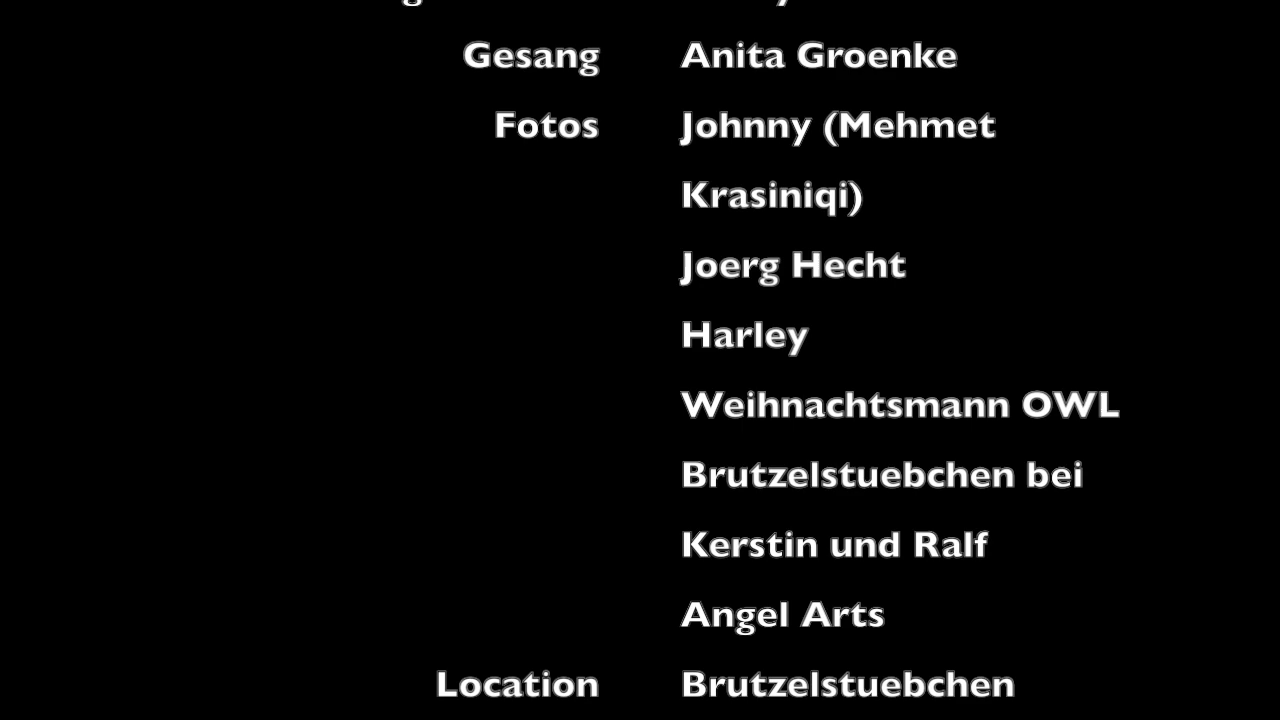 Gesang Anita Groenke
Fotos Johnny (Mehmet
Krasiniqi)
Joerg Hecht
Harley
Weihnachtsmann OWL
Brutzelstuebchen bei
Kerstin und Ralf
Angel Arts
Location Brutzelstuebchen